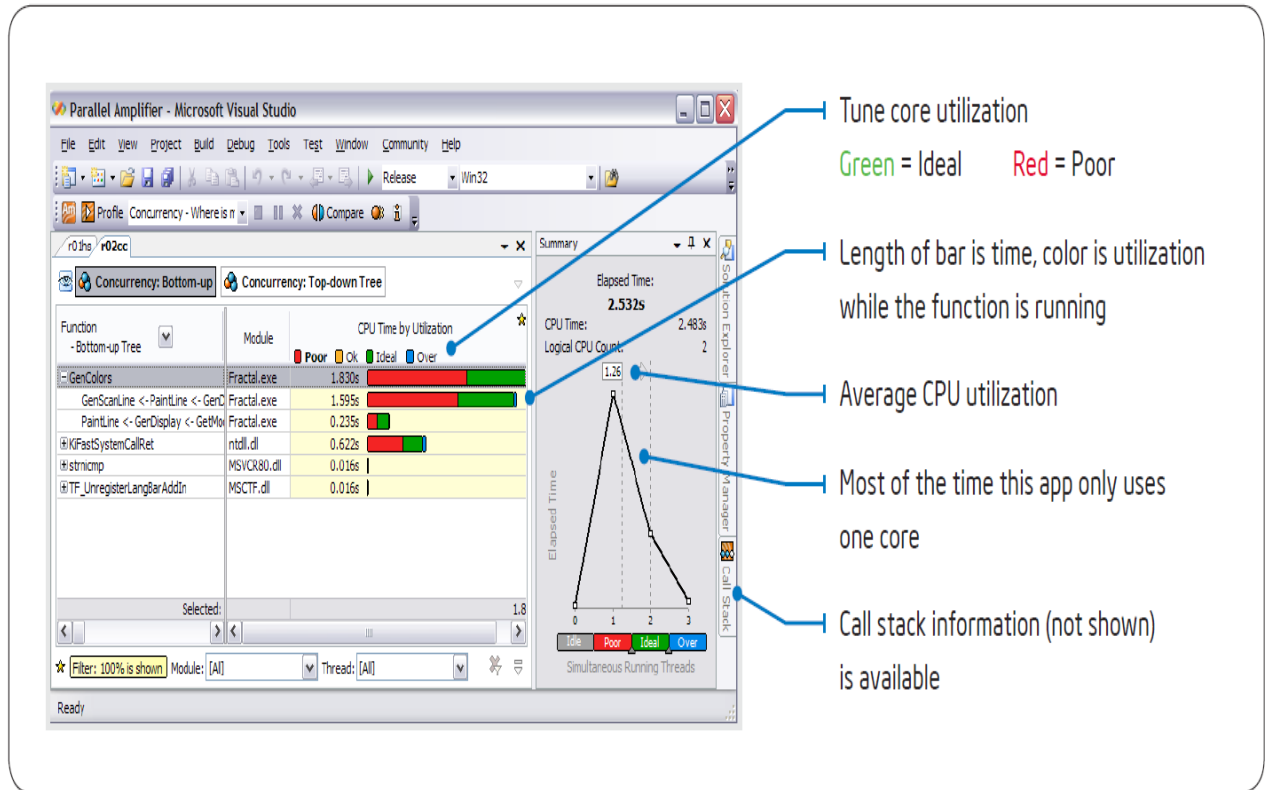 Parallel Amplifier - Microsoft Visual Studio
File Edit View Project Build Debug Tools Test Window Community Help
Release Win32
Profile Concurrency - Where is m Compare
r01hs r02cc
Concurrency: Bottom-up Concurrency: Top-down Tree
Function
- Bottom-up Tree
Module
CPU Time by Utilization
Poor Ok Ideal Over
GenColors Fractal.exe 1.830s
GenScanLine <- PaintLine <- GenD Fractal.exe 1.595s
PaintLine <- GerDisplay <- GetMo Fractal.exe 0.235s
KiFastSystemCallRet ntdll.dl 0.622s
strnicmp MSVCR80.dll 0.016s
TF_UnregisterLangBarAddIn MSCTF.dll 0.016s
Selected: 1.8
Filter: 100% is shown Module: [All] Thread: [All]
Ready
Summary
Elapsed Time:
2.532s
CPU Time: 2.483s
Logical CPU Count: 2
1.26
Elapsed Time
0 1 2 3
Idle Poor Ideal Over
Simultaneous Running Threads
Solution Explorer
Property Manager
Call Stack
Tune core utilization
Green = Ideal Red = Poor
Length of bar is time, color is utilization
while the function is running
Average CPU utilization
Most of the time this app only uses
one core
Call stack information (not shown)
is available